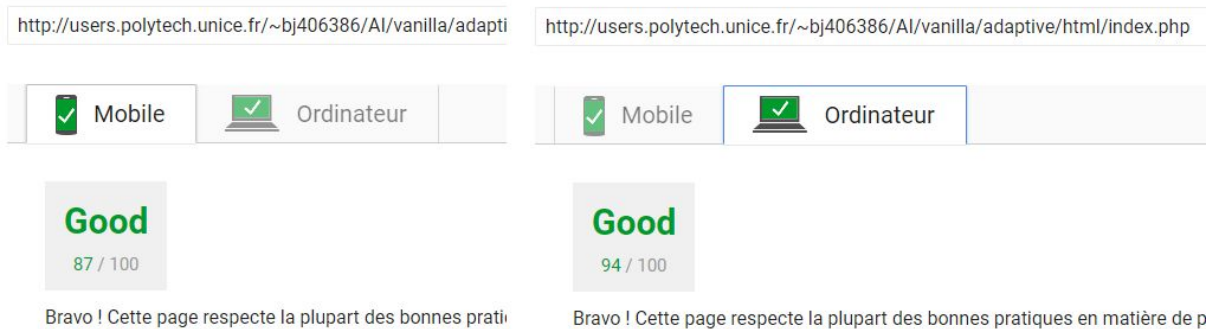 http://users.polytech.unice.fr/~bj406386/AI/vanilla/adapti
Mobile
Ordinateur
Good
87 / 100
Bravo ! Cette page respecte la plupart des bonnes prati
http://users.polytech.unice.fr/~bj406386/AI/vanilla/adaptive/html/index.php
Mobile
Ordinateur
Good
94 / 100
Bravo ! Cette page respecte la plupart des bonnes pratiques en matière de p